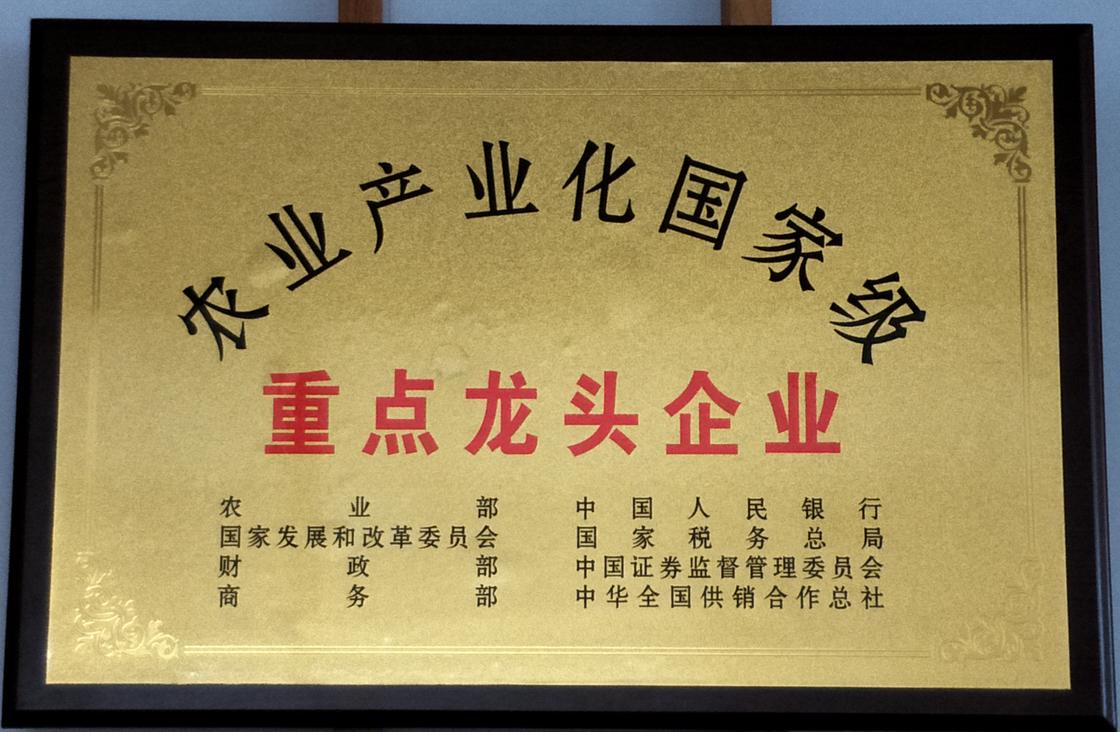 农业产业化国家级
重点龙头企业
农业部
国家发展和改革委员会
财政部
商务部
中国人民银行
国家税务总局
中国证券监督管理委员会
中华全国供销合作总社